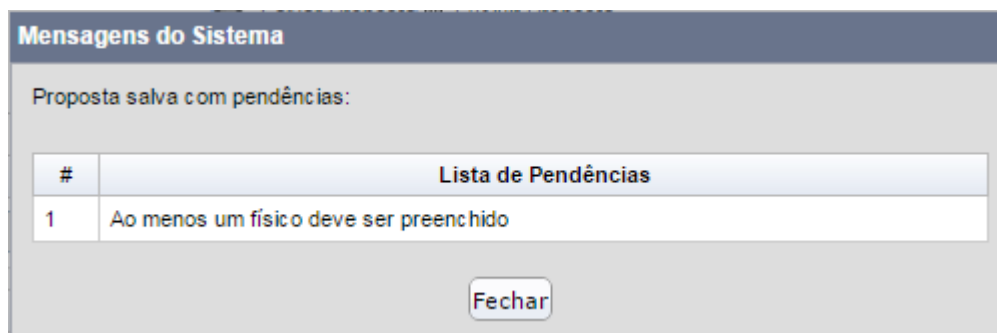 Mensagens do Sistema
Proposta salva com pendências:
# Lista de Pendências
1 Ao menos um físico deve ser preenchido
Fechar